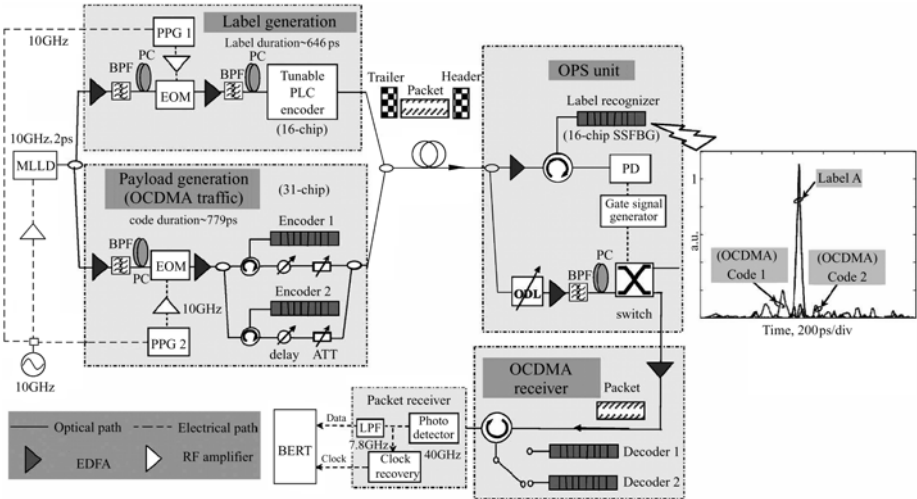 Label generation
PPG 1
10GHz
Label duration~646 ps
PC
BPF
EOM
BPF
PC
Tunable
PLC
encoder
(16-chip)
10GHz, 2ps
MLLD
Payload generation
(OCDMA traffic)
(31-chip)
code duration~779ps
BPF
PC
EOM
10GHz
PPG 2
Encoder 1
Encoder 2
delay
ATT
10GHz
Trailer
Header
Packet
OPS unit
Label recognizer
(16-chip SSFBG)
PD
Gate signal
generator
ODL
BPF
PC
switch
1
a.u.
Label A
(OCDMA)
Code 1
(OCDMA)
Code 2
Time, 200ps/div
OCDMA
receiver
Packet
Decoder 1
Decoder 2
Packet receiver
Data
LPF
Photo
detector
7.8GHz
40GHz
Clock
Clock
recovery
BERT
Optical path
Electrical path
EDFA
RF amplifier